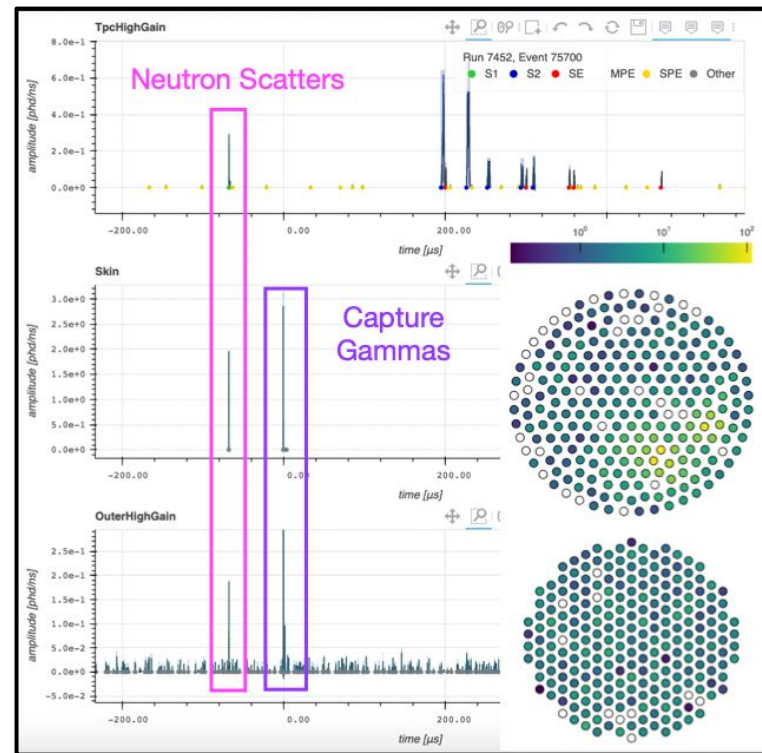 TpcHighGain
8.0e-1
6.0e-1
4.0e-1
2.0e-1
0.0e+0
amplitude [phd/ns]
Neutron Scatters
Run 7452, Event 75700
S1 S2 SE MPE SPE Other
-200.00 0.00 200.00
time [µs]
10⁰ 10¹ 10²
Skin
3.0e+0
2.5e+0
2.0e+0
1.5e+0
1.0e+0
5.0e-1
0.0e+0
amplitude [phd/ns]
Capture
Gammas
-200.00 0.00 200.00
time [µs]
OuterHighGain
2.5e-1
2.0e-1
1.5e-1
1.0e-1
5.0e-2
0.0e+0
-5.0e-2
amplitude [phd/ns]
-200.00 0.00 200.00
time [µs]